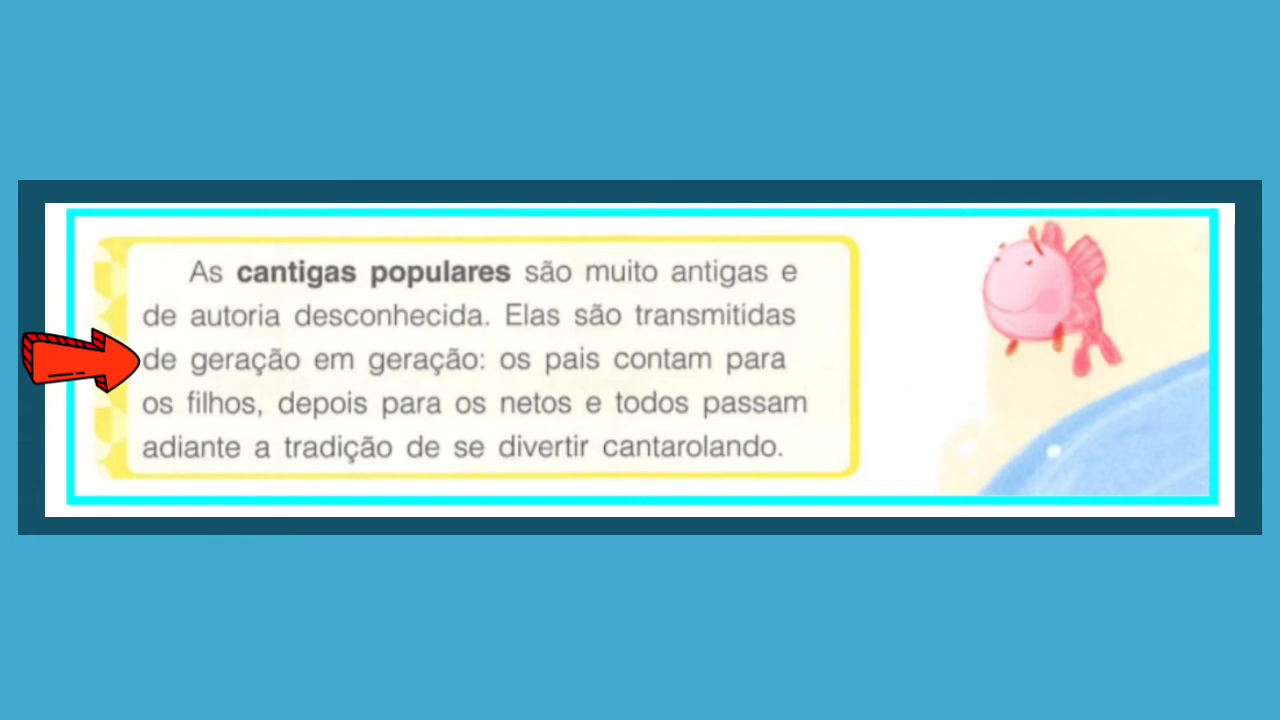 As cantigas populares são muito antigas e
de autoria desconhecida. Elas são transmitidas
de geração em geração: os pais contam para
os filhos, depois para os netos e todos passam
adiante a tradição de se divertir cantarolando.